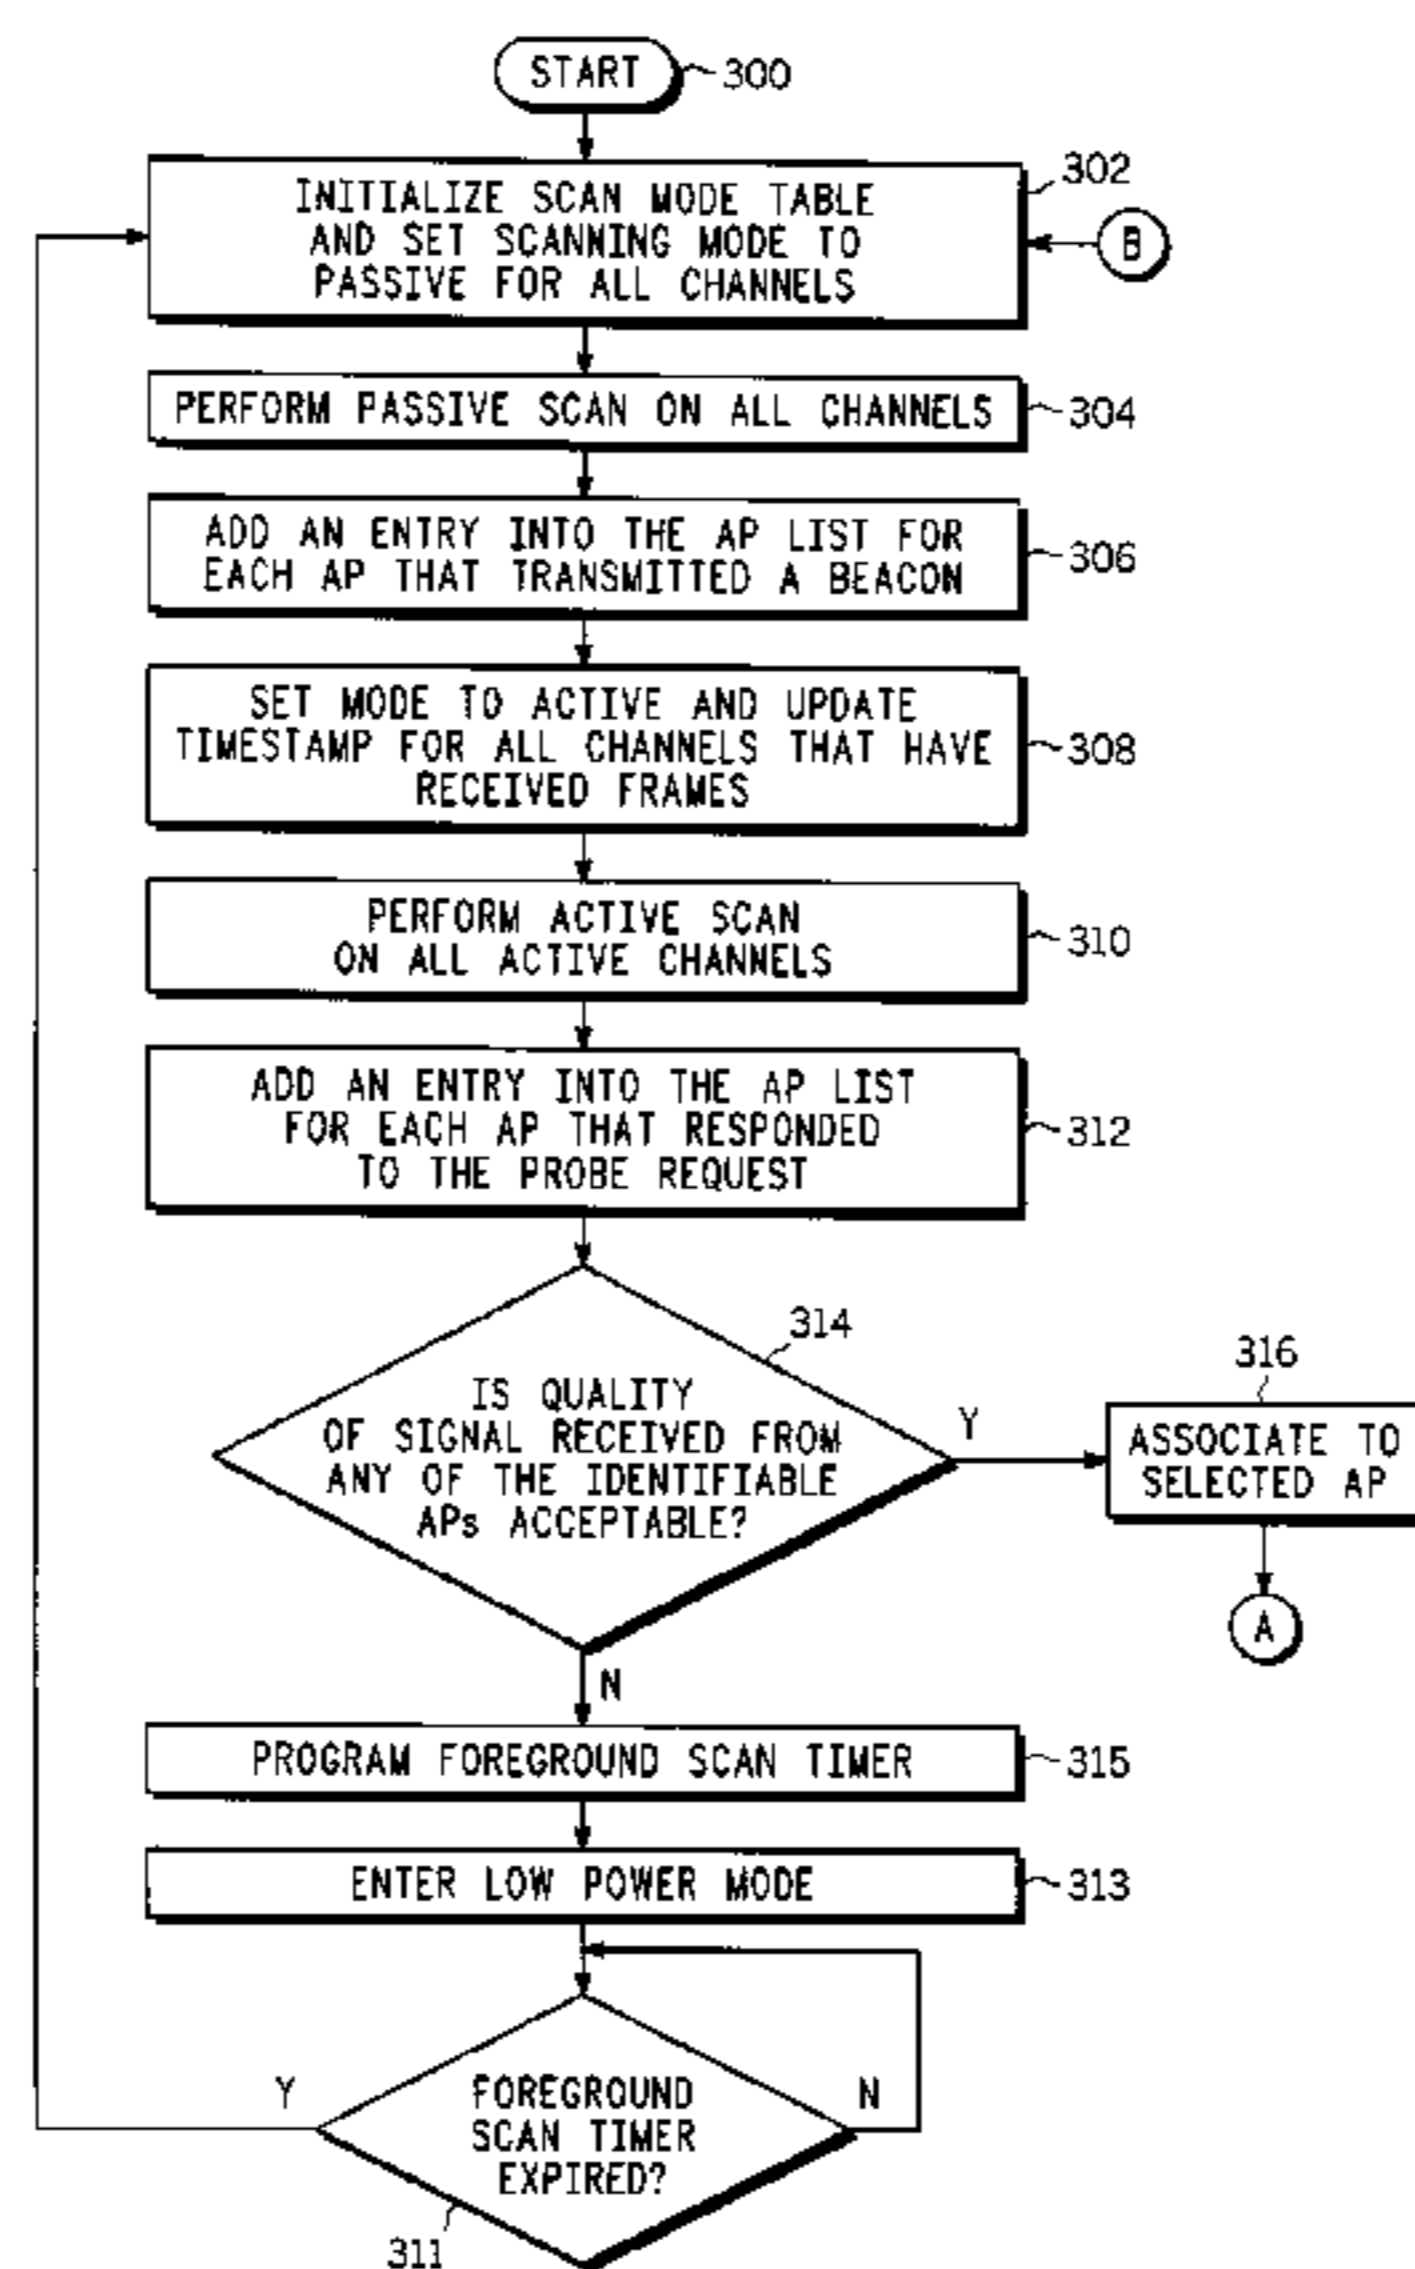 START
300
INITIALIZE SCAN MODE TABLE
AND SET SCANNING MODE TO
PASSIVE FOR ALL CHANNELS
302
B
PERFORM PASSIVE SCAN ON ALL CHANNELS
304
ADD AN ENTRY INTO THE AP LIST FOR
EACH AP THAT TRANSMITTED A BEACON
306
SET MODE TO ACTIVE AND UPDATE
TIMESTAMP FOR ALL CHANNELS THAT HAVE
RECEIVED FRAMES
308
PERFORM ACTIVE SCAN
ON ALL ACTIVE CHANNELS
310
ADD AN ENTRY INTO THE AP LIST
FOR EACH AP THAT RESPONDED
TO THE PROBE REQUEST
312
314
IS QUALITY
OF SIGNAL RECEIVED FROM
ANY OF THE IDENTIFIABLE
APs ACCEPTABLE?
Y
316
ASSOCIATE TO
SELECTED AP
A
N
PROGRAM FOREGROUND SCAN TIMER
315
ENTER LOW POWER MODE
313
Y
FOREGROUND
SCAN TIMER
EXPIRED?
N
311